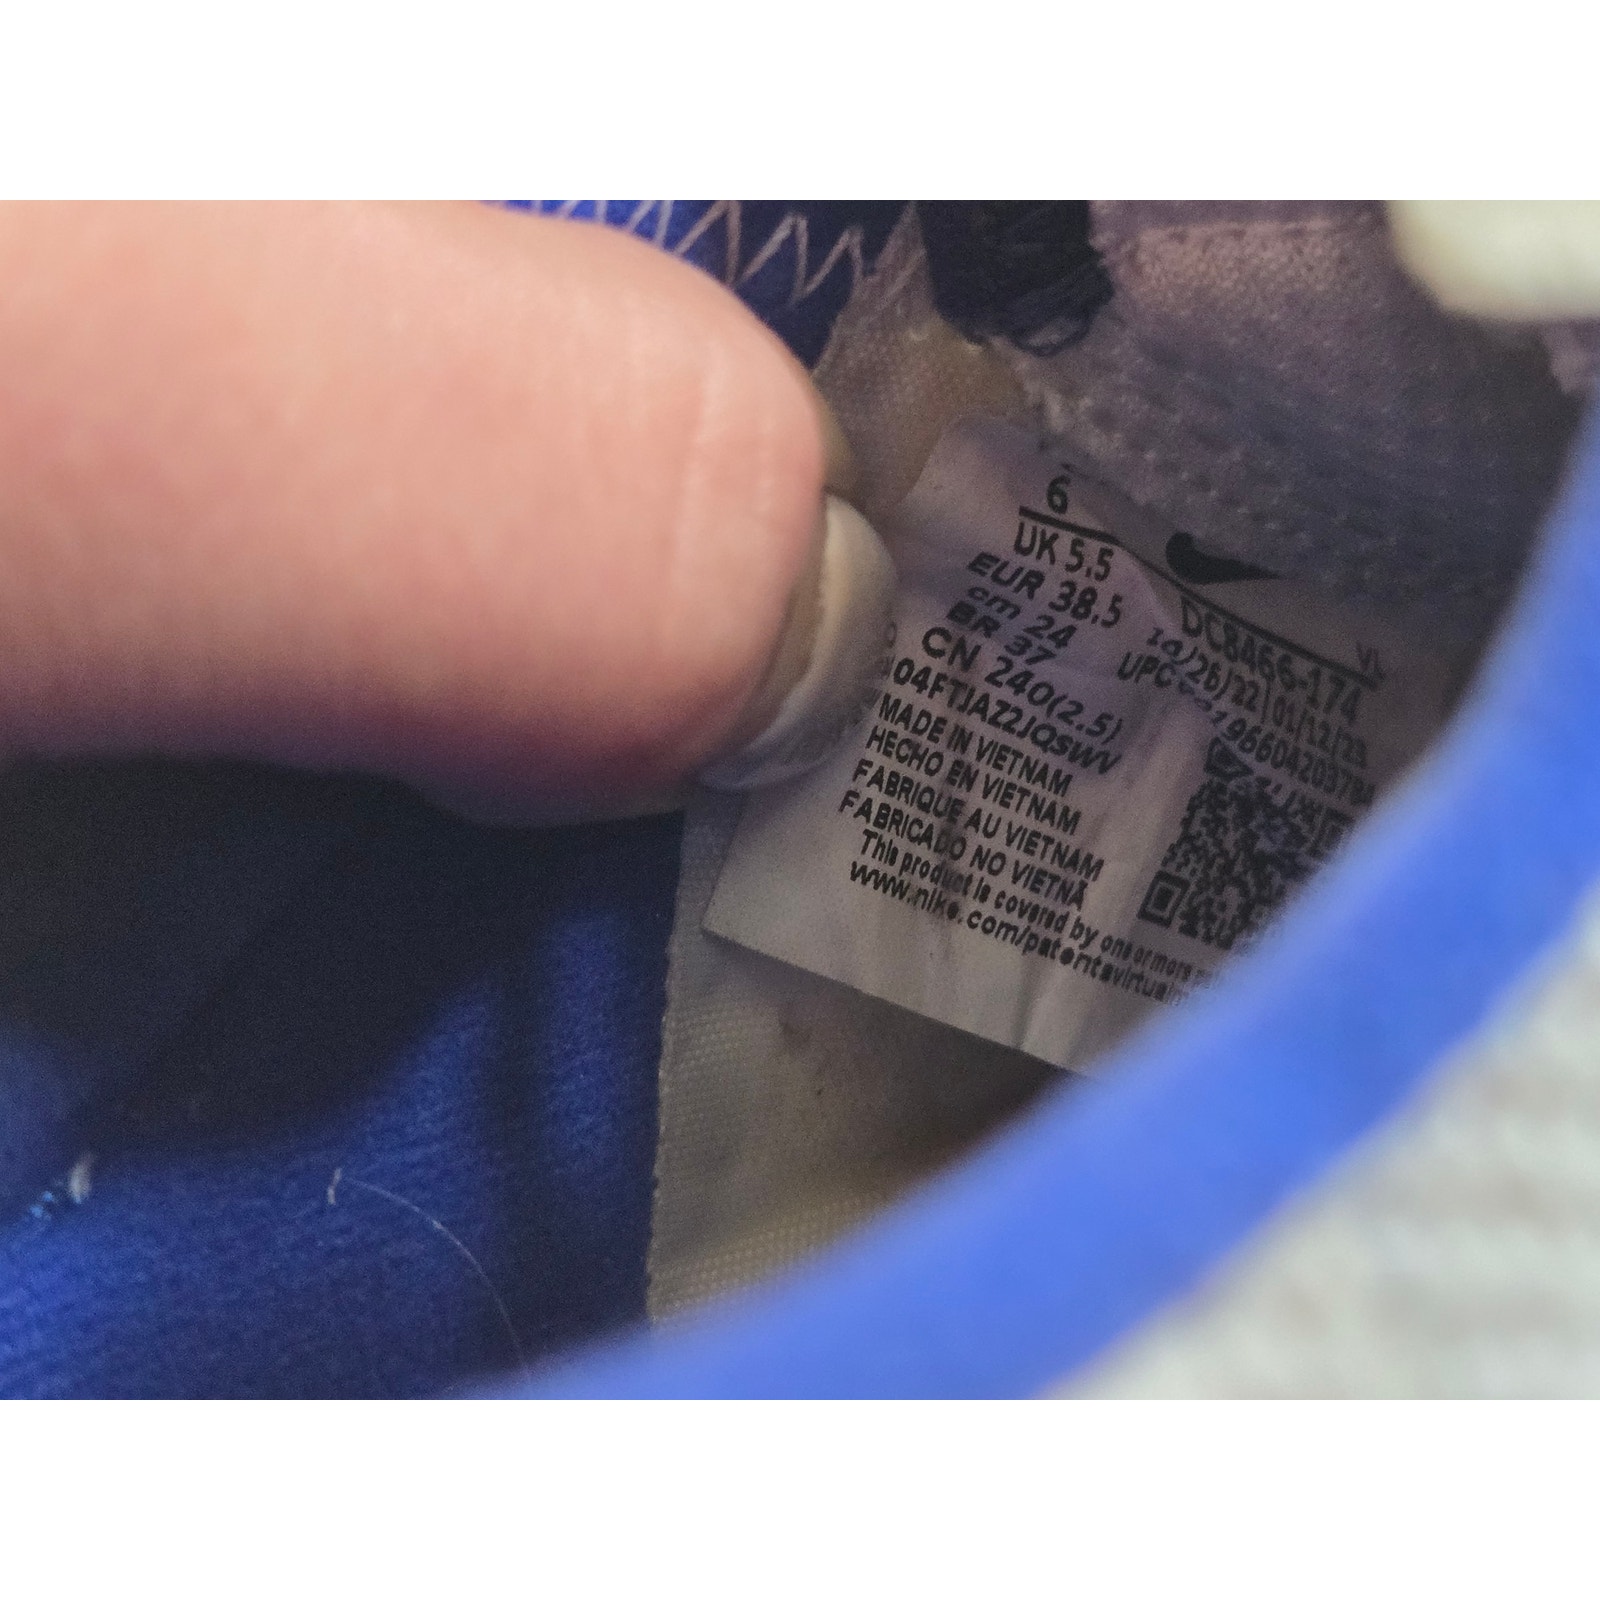 6
UK 5.5
EUR 38.5
cm 24
BR 37
CN 240(2.5)
04FTJAZ2JQSWV
MADE IN VIETNAM
HECHO EN VIETNAM
FABRIQUE AU VIETNAM
FABRICADO NO VIETNÃ
This product is covered by one or more
www.nike.com/patents
DC8466-174
10/26/22|01/12/23
UPC